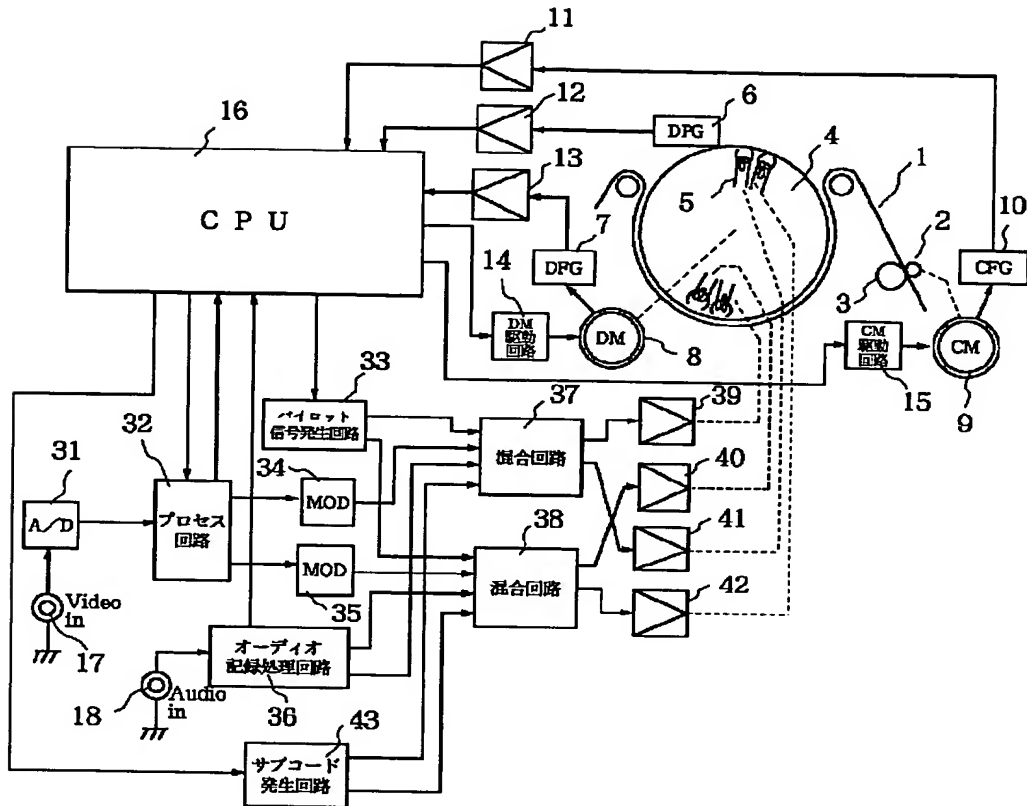 11
12
6
16
DPG
4
13
1
5
CPU
7
10
2
14
DFG
CFG
3
DM
駆動
回路
DM
8
CM
駆動
回路
CM
33
15
9
パイロット
信号発生回路
37
39
32
34
混合回路
40
31
MOD
A/D
プロセス
回路
38
41
MOD
混合回路
42
Video
in
35
17
オーディオ
記録処理回路
18
Audio
in
36
43
サブコード
発生回路